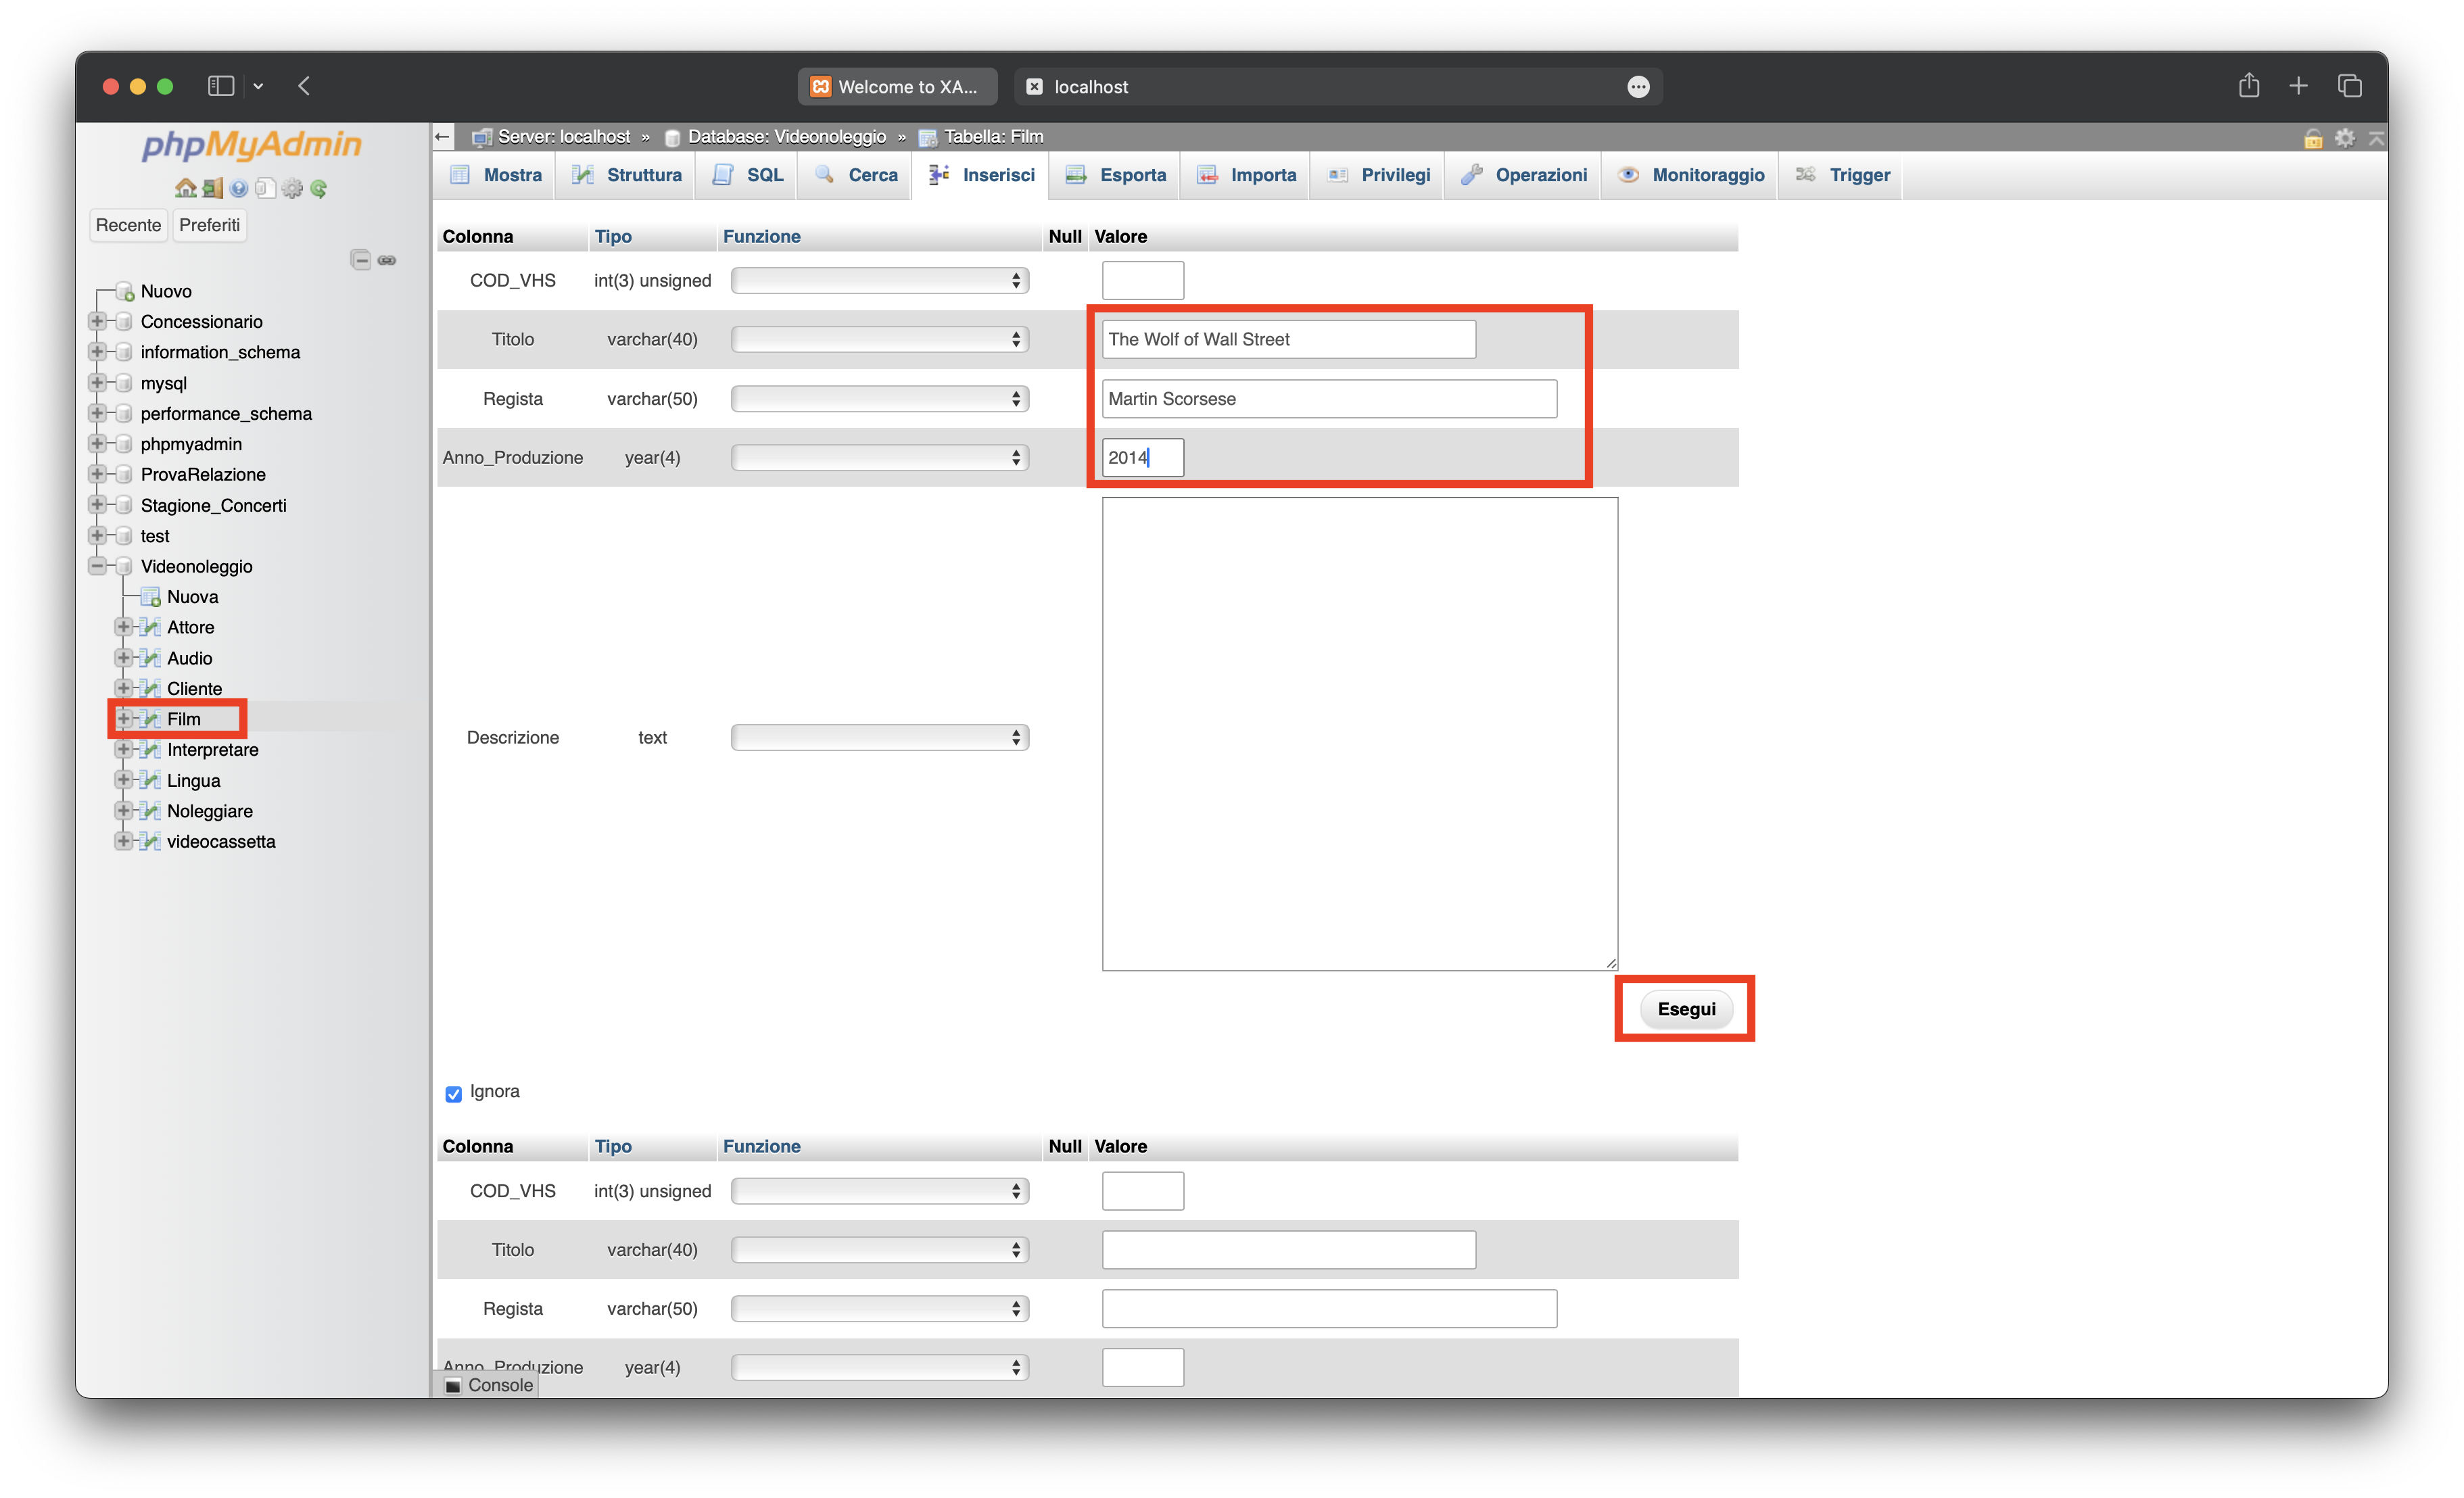 Welcome to XA...
localhost
phpMyAdmin
Recente Preferiti
Nuovo
Concessionario
information_schema
mysql
performance_schema
phpmyadmin
ProvaRelazione
Stagione_Concerti
test
Videonoleggio
Nuova
Attore
Audio
Cliente
Film
Interpretare
Lingua
Noleggiare
videocassetta
Server: localhost » Database: Videonoleggio » Tabella: Film
Mostra Struttura SQL Cerca Inserisci Esporta Importa Privilegi Operazioni Monitoraggio Trigger
Colonna Tipo Funzione Null Valore
COD_VHS int(3) unsigned
Titolo varchar(40) The Wolf of Wall Street
Regista varchar(50) Martin Scorsese
Anno_Produzione year(4) 2014
Descrizione text
Esegui
Ignora
Colonna Tipo Funzione Null Valore
COD_VHS int(3) unsigned
Titolo varchar(40)
Regista varchar(50)
Anno_Produzione year(4)
Console